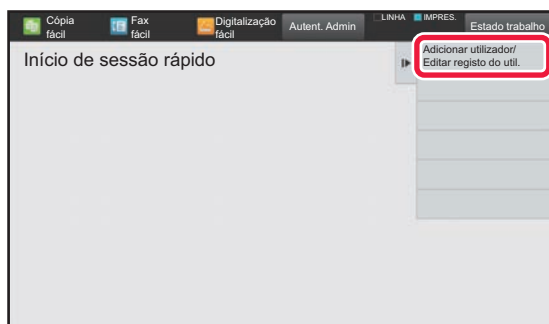 Cópia
fácil
Fax
fácil
Digitalização
fácil
Autent. Admin
LINHA
IMPRES.
Estado trabalho
Início de sessão rápido
Adicionar utilizador/
Editar registo do util.